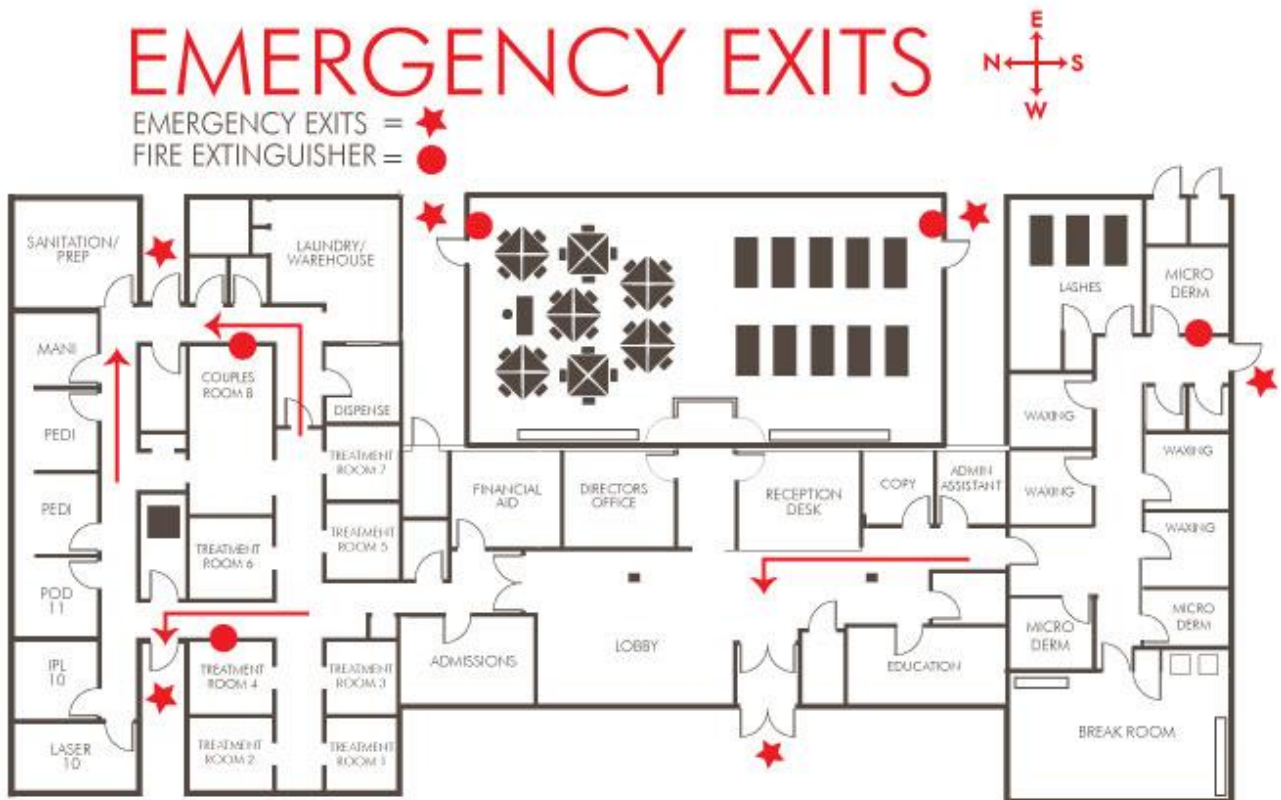 EMERGENCY EXITS
E
N S
W
EMERGENCY EXITS =
FIRE EXTINGUISHER =
SANITATION/
PREP
LAUNDRY/
WAREHOUSE
MICRO
DERM
LASHES
MANI
COUPLES
ROOM 8
DISPENSE
PEDI
WAXING
TREATMENT
ROOM 7
WAXING
PEDI
FINANCIAL
AID
DIRECTORS
OFFICE
RECEPTION
DESK
COPY
ADMIN
ASSISTANT
WAXING
TREATMENT
ROOM 5
TREATMENT
ROOM 6
WAXING
POD
11
MICRO
DERM
MICRO
DERM
LOBBY
ADMISSIONS
EDUCATION
IPL
10
TREATMENT
ROOM 4
TREATMENT
ROOM 3
BREAK ROOM
LASER
10
TREATMENT
ROOM 2
TREATMENT
ROOM 1